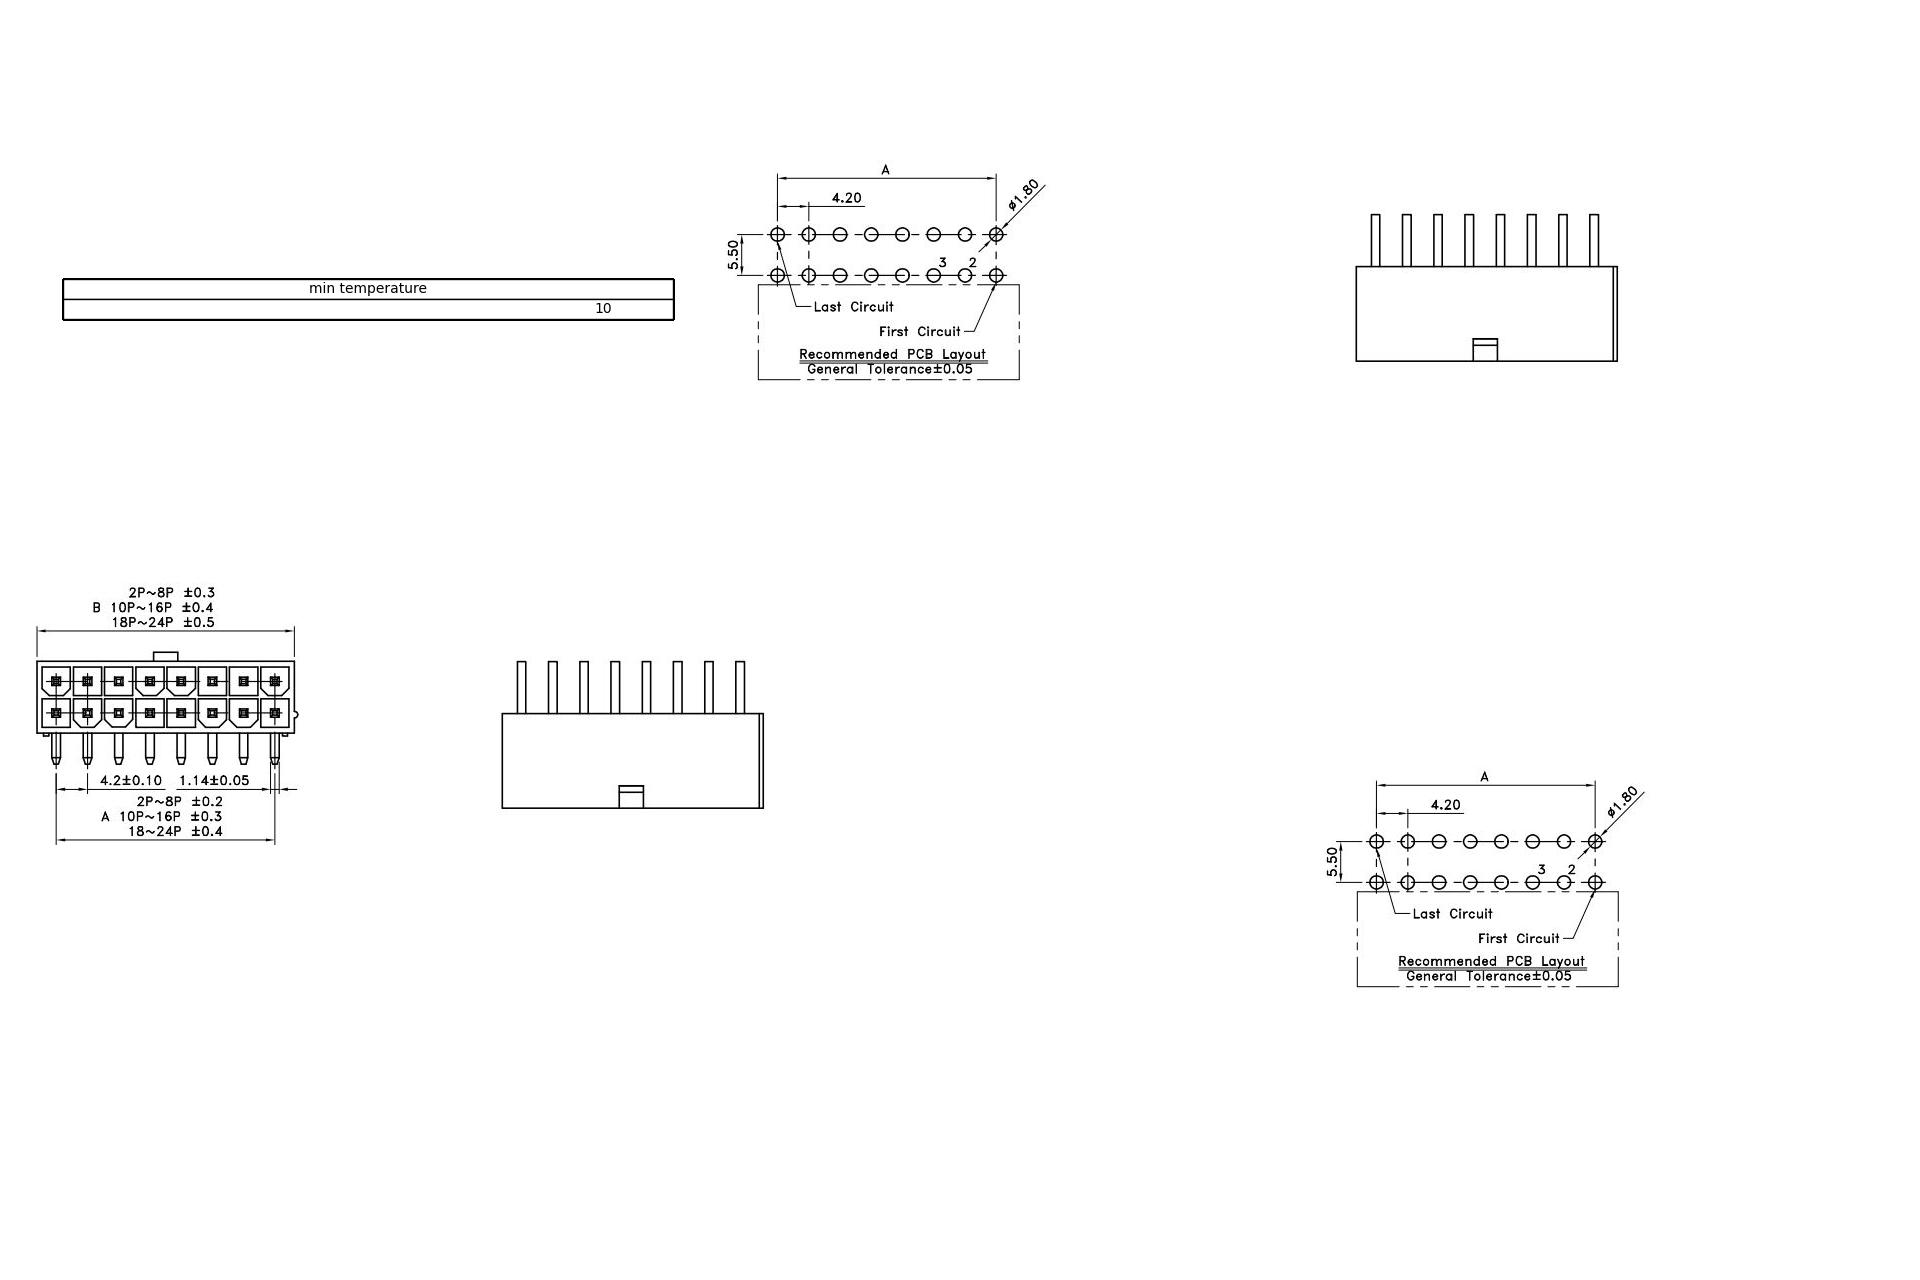 A
4.20
ø1.80
5.50
3 2
min temperature
10
Last Circuit
First Circuit
Recommended PCB Layout
General Tolerance±0.05
2P~8P ±0.3
B 10P~16P ±0.4
18P~24P ±0.5
4.2±0.10 1.14±0.05
2P~8P ±0.2
A 10P~16P ±0.3
18~24P ±0.4
A
4.20
ø1.80
5.50
3 2
Last Circuit
First Circuit
Recommended PCB Layout
General Tolerance±0.05